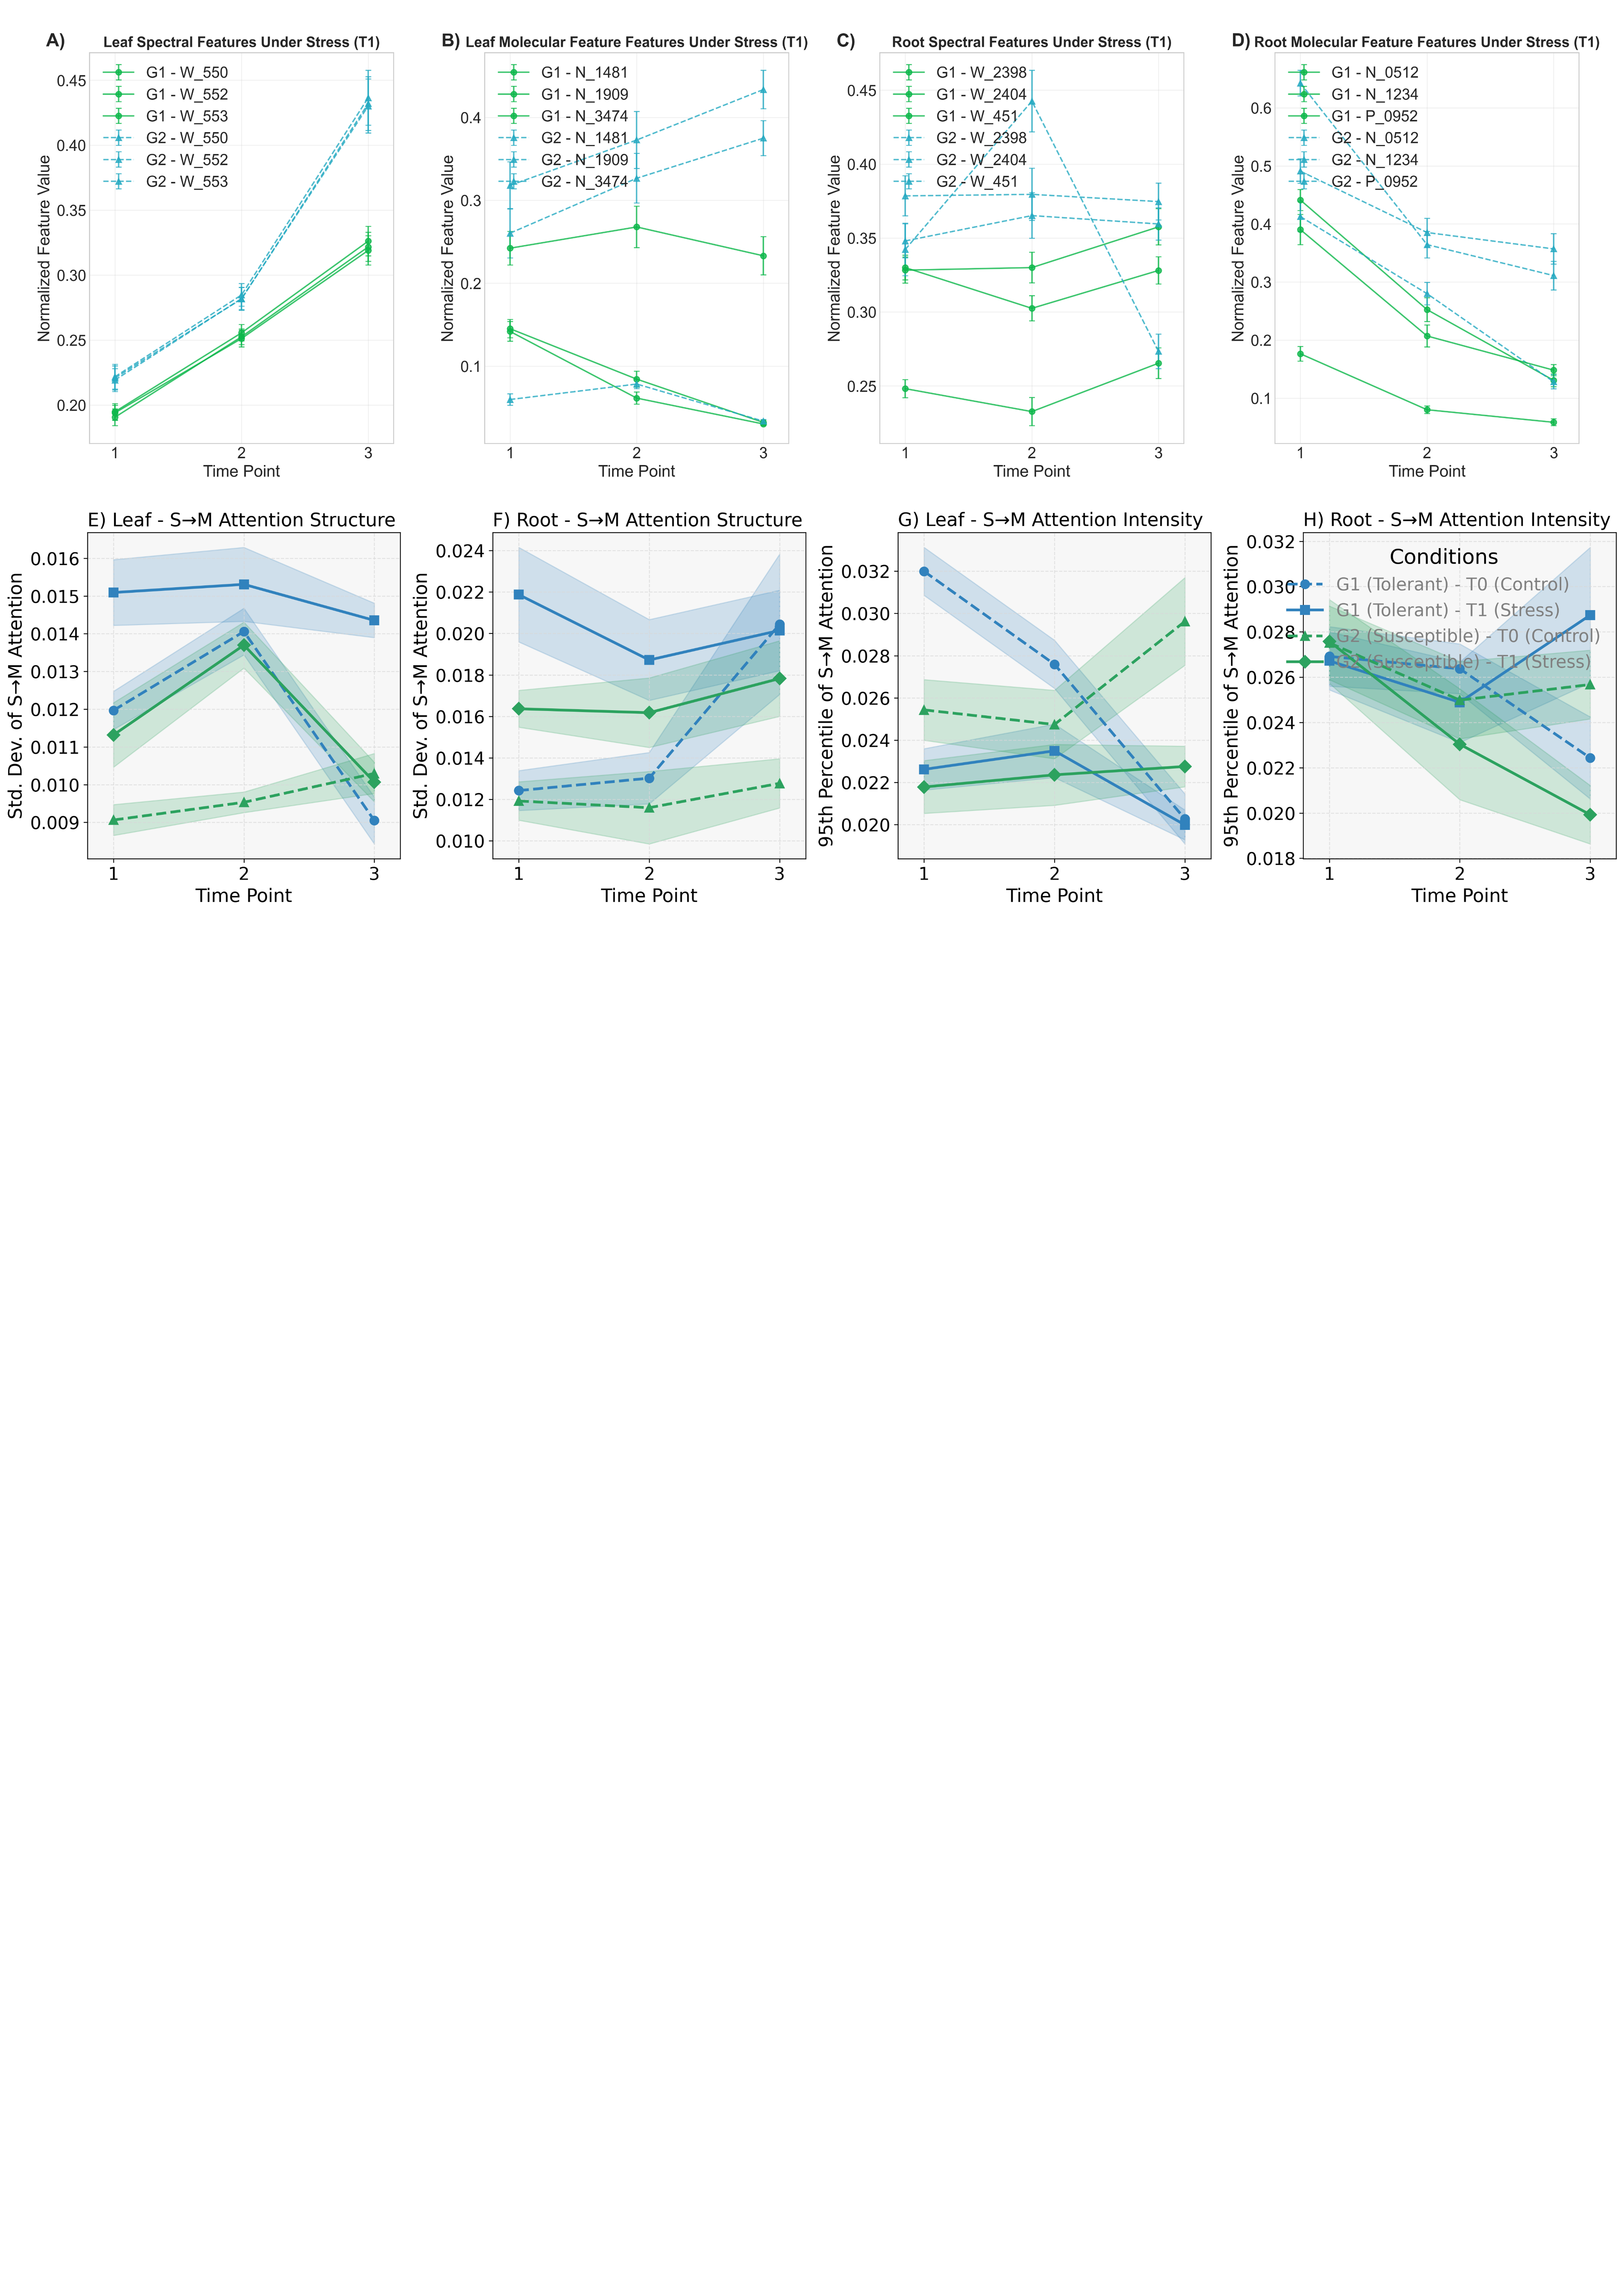 A) Leaf Spectral Features Under Stress (T1)
Normalized Feature Value
0.45
0.40
0.35
0.30
0.25
0.20
G1 - W_550
G1 - W_552
G1 - W_553
G2 - W_550
G2 - W_552
G2 - W_553
1 2 3
Time Point
B) Leaf Molecular Feature Features Under Stress (T1)
Normalized Feature Value
0.4
0.3
0.2
0.1
G1 - N_1481
G1 - N_1909
G1 - N_3474
G2 - N_1481
G2 - N_1909
G2 - N_3474
1 2 3
Time Point
C) Root Spectral Features Under Stress (T1)
Normalized Feature Value
0.45
0.40
0.35
0.30
0.25
G1 - W_2398
G1 - W_2404
G1 - W_451
G2 - W_2398
G2 - W_2404
G2 - W_451
1 2 3
Time Point
D) Root Molecular Feature Features Under Stress (T1)
Normalized Feature Value
0.6
0.5
0.4
0.3
0.2
0.1
G1 - N_0512
G1 - N_1234
G1 - P_0952
G2 - N_0512
G2 - N_1234
G2 - P_0952
1 2 3
Time Point
E) Leaf - S→M Attention Structure
Std. Dev. of S→M Attention
0.016
0.015
0.014
0.013
0.012
0.011
0.010
0.009
1 2 3
Time Point
F) Root - S→M Attention Structure
Std. Dev. of S→M Attention
0.024
0.022
0.020
0.018
0.016
0.014
0.012
0.010
1 2 3
Time Point
G) Leaf - S→M Attention Intensity
95th Percentile of S→M Attention
0.032
0.030
0.028
0.026
0.024
0.022
0.020
1 2 3
Time Point
H) Root - S→M Attention Intensity
95th Percentile of S→M Attention
0.032
0.030
0.028
0.026
0.024
0.022
0.020
0.018
Conditions
G1 (Tolerant) - T0 (Control)
G1 (Tolerant) - T1 (Stress)
G2 (Susceptible) - T0 (Control)
G2 (Susceptible) - T1 (Stress)
1 2 3
Time Point